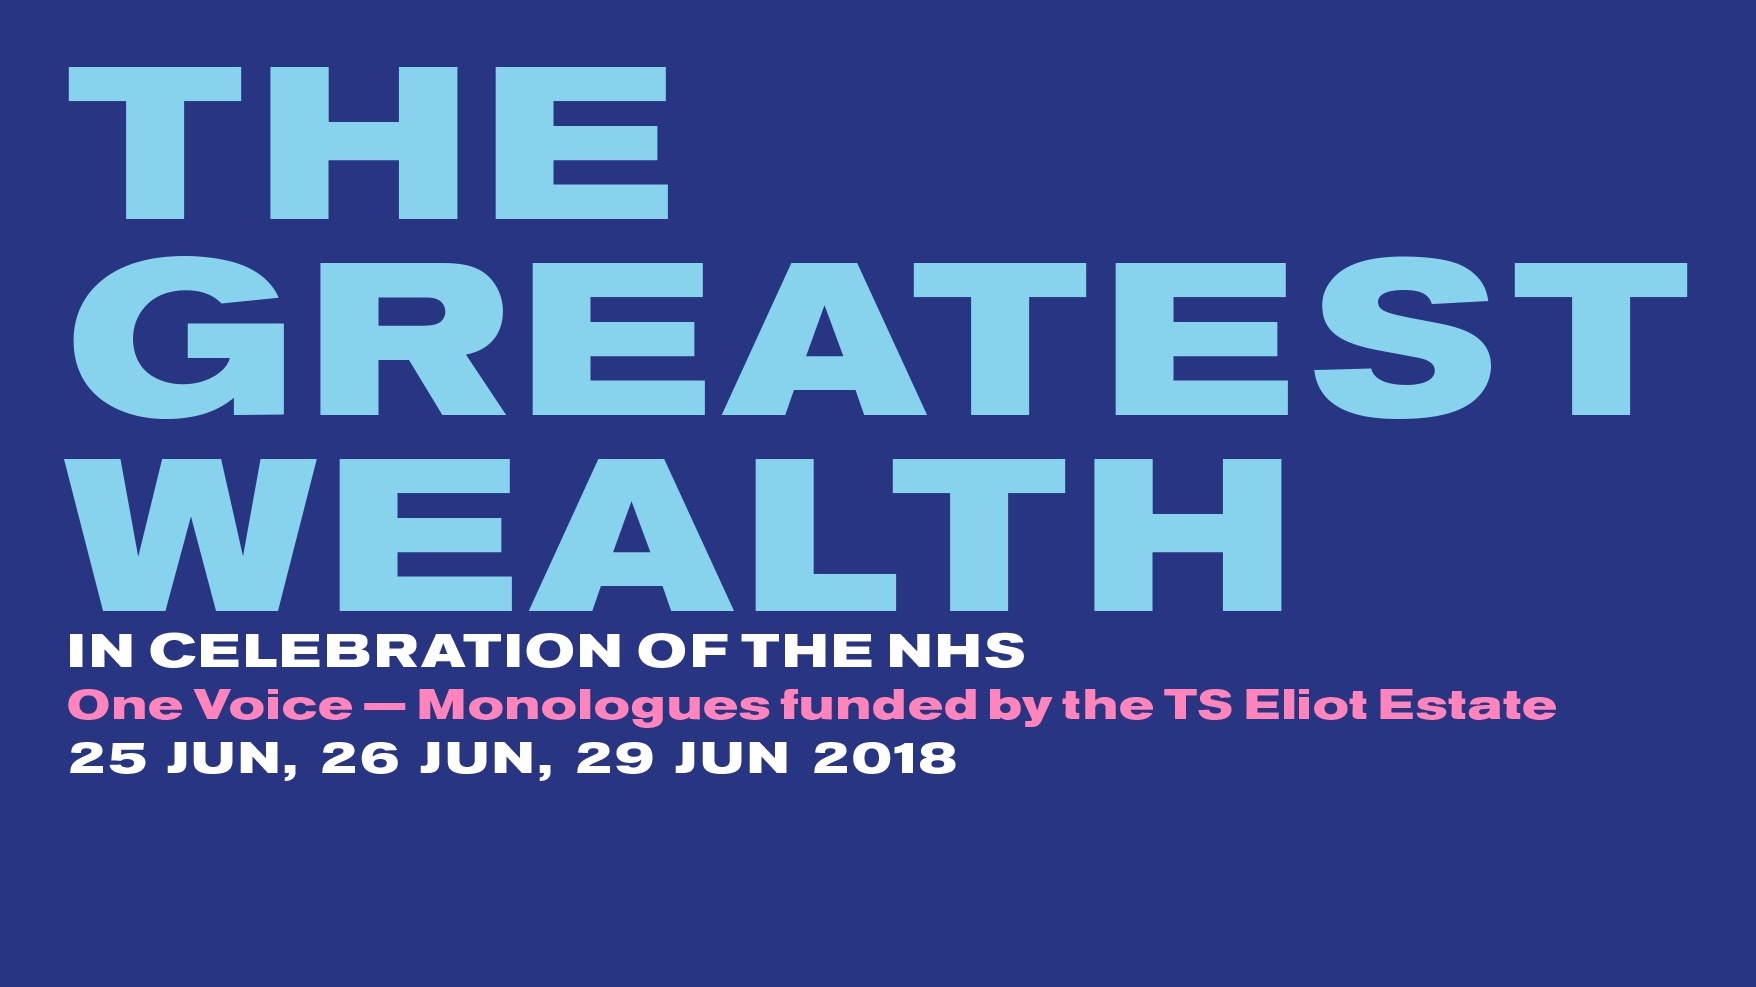 THE
GREATEST
WEALTH
IN CELEBRATION OF THE NHS
One Voice — Monologues funded by the TS Eliot Estate
25 JUN, 26 JUN, 29 JUN 2018